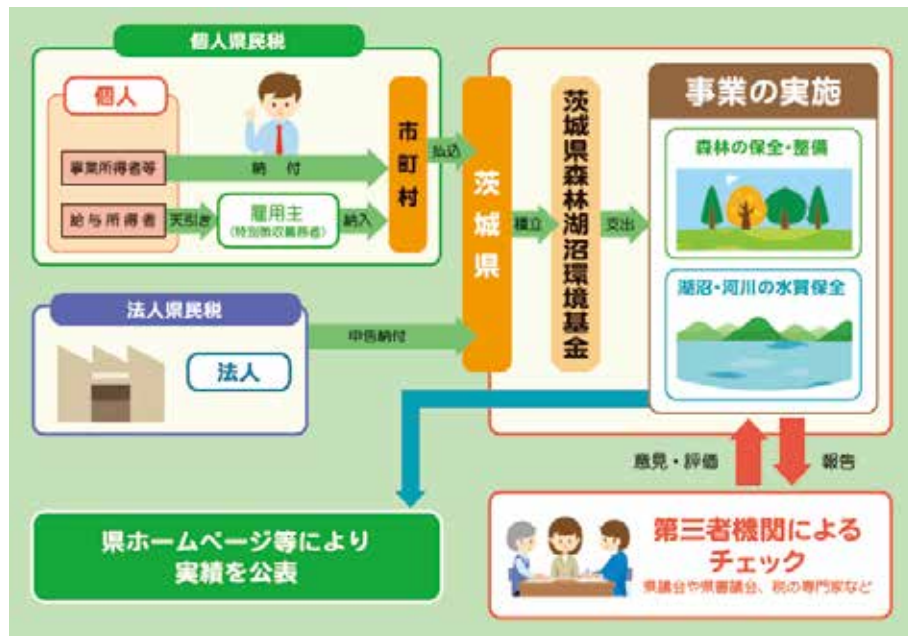 個人県民税
個人
事業所得者等
納付
給与所得者
天引き
雇用主
(特別徴収義務者)
納入
市町村
払込
法人県民税
法人
申告納付
茨城県
積立
茨城県森林湖沼環境基金
支出
事業の実施
森林の保全・整備
湖沼・河川の水質保全
意見・評価
報告
県ホームページ等により
実績を公表
第三者機関による
チェック
県議会や県審議会、税の専門家など